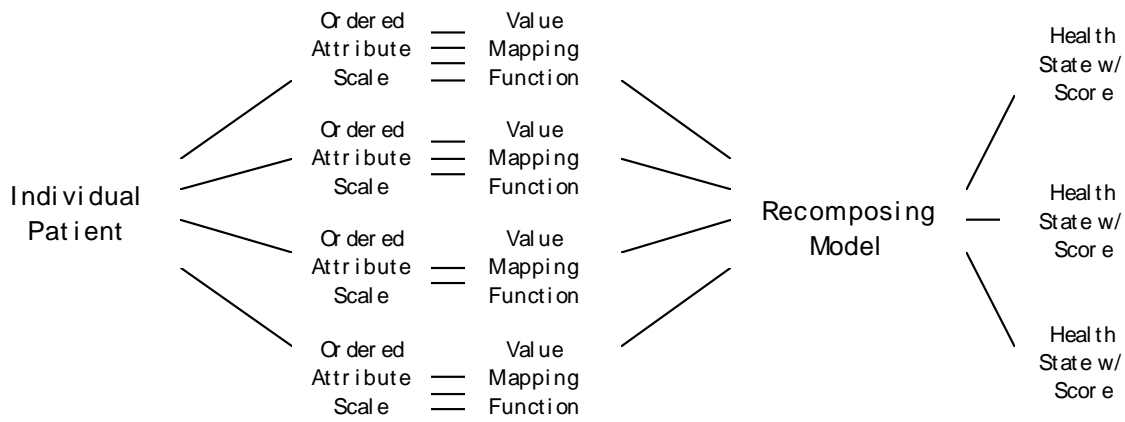 Individual
Patient
Ordered
Attribute
Scale
Value
Mapping
Function
Ordered
Attribute
Scale
Value
Mapping
Function
Ordered
Attribute
Scale
Value
Mapping
Function
Ordered
Attribute
Scale
Value
Mapping
Function
Recomposing
Model
Health
State w/
Score
Health
State w/
Score
Health
State w/
Score